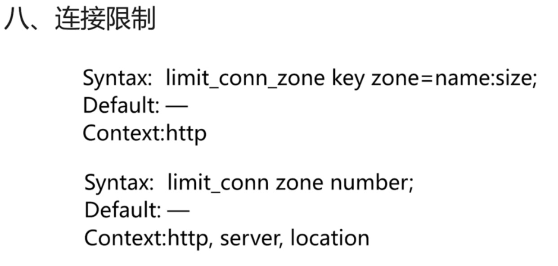 八、连接限制
Syntax: limit_conn_zone key zone=name:size;
Default: —
Context:http
Syntax: limit_conn zone number;
Default: —
Context:http, server, location